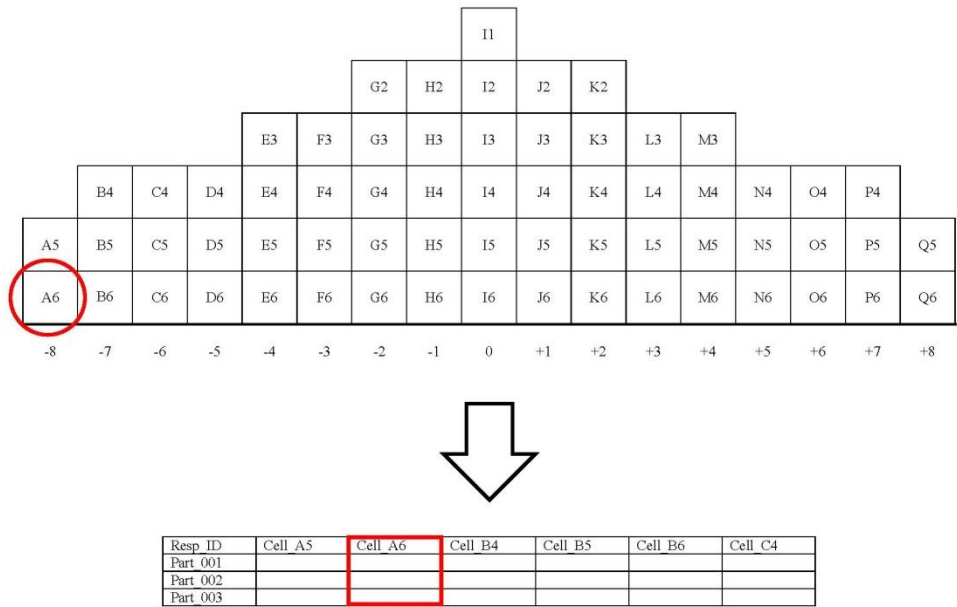 I1
G2 H2 I2 J2 K2
E3 F3 G3 H3 I3 J3 K3 L3 M3
B4 C4 D4 E4 F4 G4 H4 I4 J4 K4 L4 M4 N4 O4 P4
A5 B5 C5 D5 E5 F5 G5 H5 I5 J5 K5 L5 M5 N5 O5 P5 Q5
A6 B6 C6 D6 E6 F6 G6 H6 I6 J6 K6 L6 M6 N6 O6 P6 Q6
-8 -7 -6 -5 -4 -3 -2 -1 0 +1 +2 +3 +4 +5 +6 +7 +8
Resp_ID Cell_A5 Cell_A6 Cell_B4 Cell_B5 Cell_B6 Cell_C4
Part_001
Part_002
Part_003